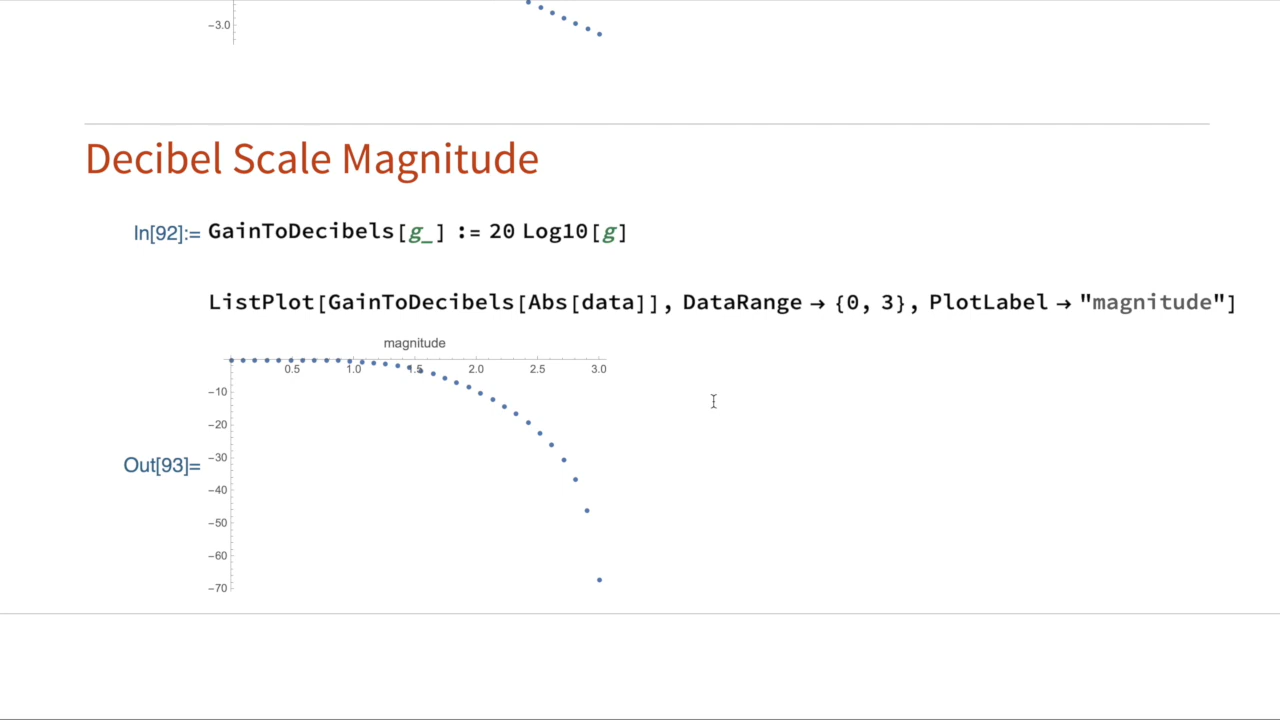 −3.0
Decibel Scale Magnitude
In[92]:= GainToDecibels[g_] := 20 Log10[g]
ListPlot[GainToDecibels[Abs[data]], DataRange → {0, 3}, PlotLabel → "magnitude"]
magnitude
0.5 1.0 1.5 2.0 2.5 3.0
−10
−20
−30
Out[93]=
−40
−50
−60
−70